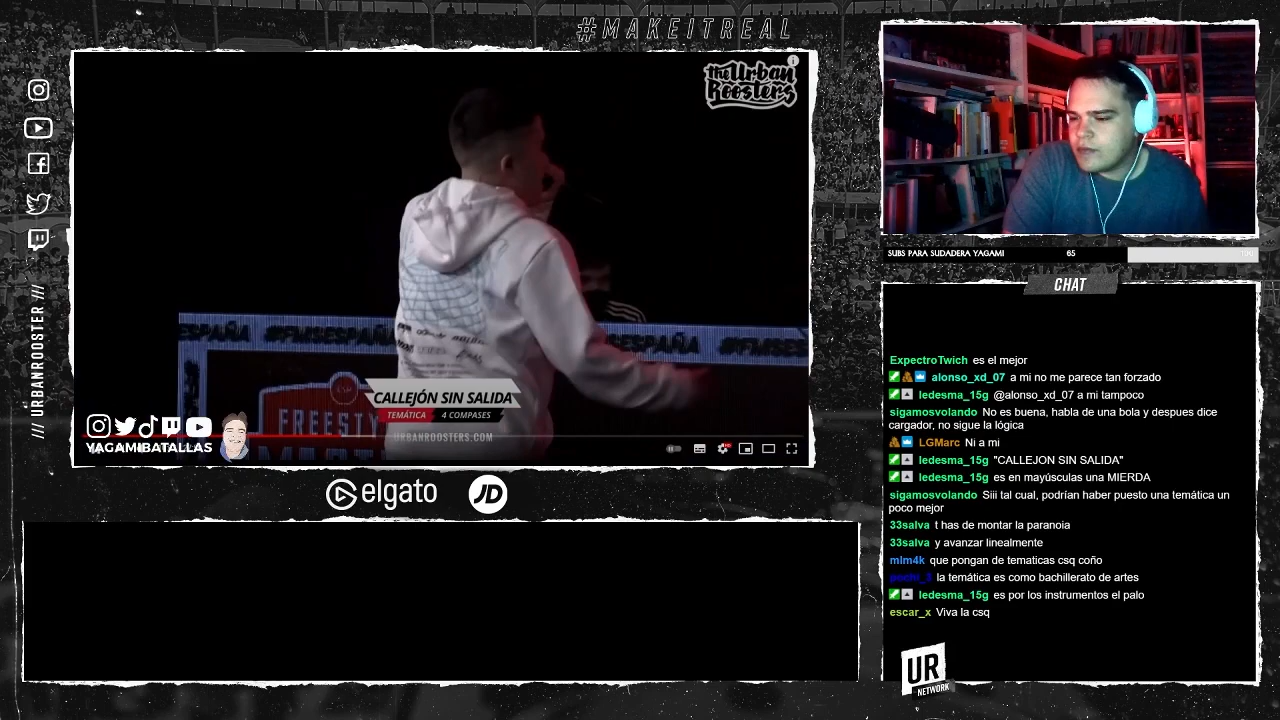 #MAKEITREAL
the Urban
Roosters
ESPAÑA #FMSESPAÑA
ESPAÑA
CALLEJÓN SIN SALIDA
TEMÁTICA 4 COMPASES
FREESTY
URBANROOSTERS.COM
YAGAMIBATALLAS
/// URBANROOSTER ///
elgato
JD
SUBS PARA SUDADERA YAGAMI 65
CHAT
ExpectroTwich es el mejor
alonso_xd_07 a mi no me parece tan forzado
ledesma_15g @alonso_xd_07 a mi tampoco
sigamosvolando No es buena, habla de una bola y despues dice
cargador, no sigue la lógica
LGMarc Ni a mi
ledesma_15g "CALLEJON SIN SALIDA"
ledesma_15g es en mayúsculas una MIERDA
sigamosvolando Siii tal cual, podrían haber puesto una temática un
poco mejor
33salva t has de montar la paranoia
33salva y avanzar linealmente
mlm4k que pongan de tematicas csq coño
la temática es como bachillerato de artes
ledesma_15g es por los instrumentos el palo
escar_x Viva la csq
UR
NETWORK